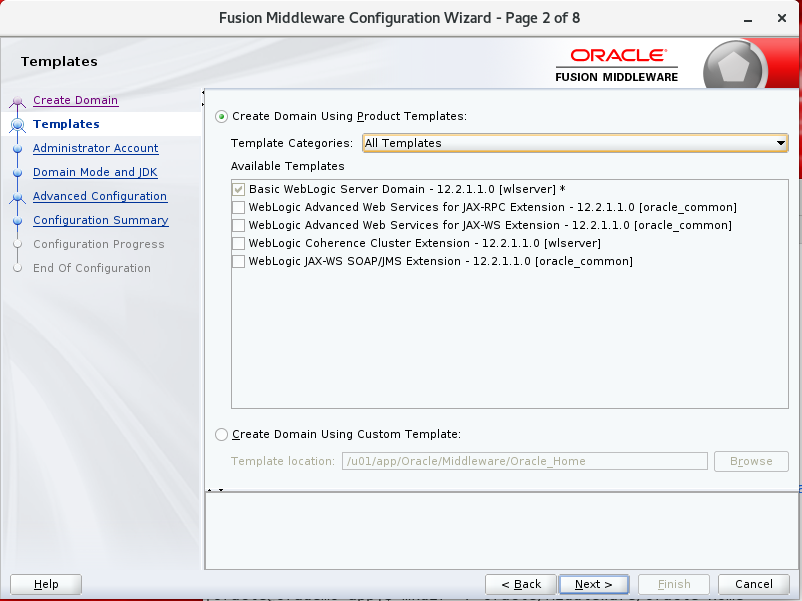 Fusion Middleware Configuration Wizard - Page 2 of 8
Templates
ORACLE
FUSION MIDDLEWARE
Create Domain
Templates
Administrator Account
Domain Mode and JDK
Advanced Configuration
Configuration Summary
Configuration Progress
End Of Configuration
Create Domain Using Product Templates:
Template Categories: All Templates
Available Templates
Basic WebLogic Server Domain - 12.2.1.1.0 [wlserver] *
WebLogic Advanced Web Services for JAX-RPC Extension - 12.2.1.1.0 [oracle_common]
WebLogic Advanced Web Services for JAX-WS Extension - 12.2.1.1.0 [oracle_common]
WebLogic Coherence Cluster Extension - 12.2.1.1.0 [wlserver]
WebLogic JAX-WS SOAP/JMS Extension - 12.2.1.1.0 [oracle_common]
Create Domain Using Custom Template:
Template location: /u01/app/Oracle/Middleware/Oracle_Home Browse
Help < Back Next > Finish Cancel